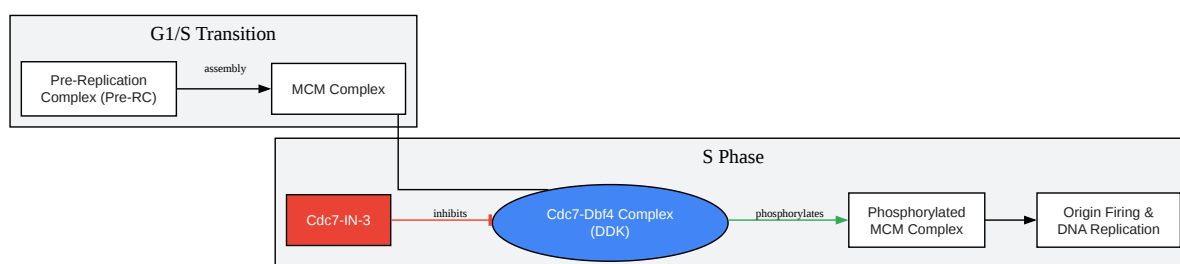 G1/S Transition
Pre-Replication
Complex (Pre-RC)
assembly
MCM Complex
S Phase
Cdc7-IN-3
inhibits
Cdc7-Dbf4 Complex
(DDK)
phosphorylates
Phosphorylated
MCM Complex
Origin Firing &
DNA Replication